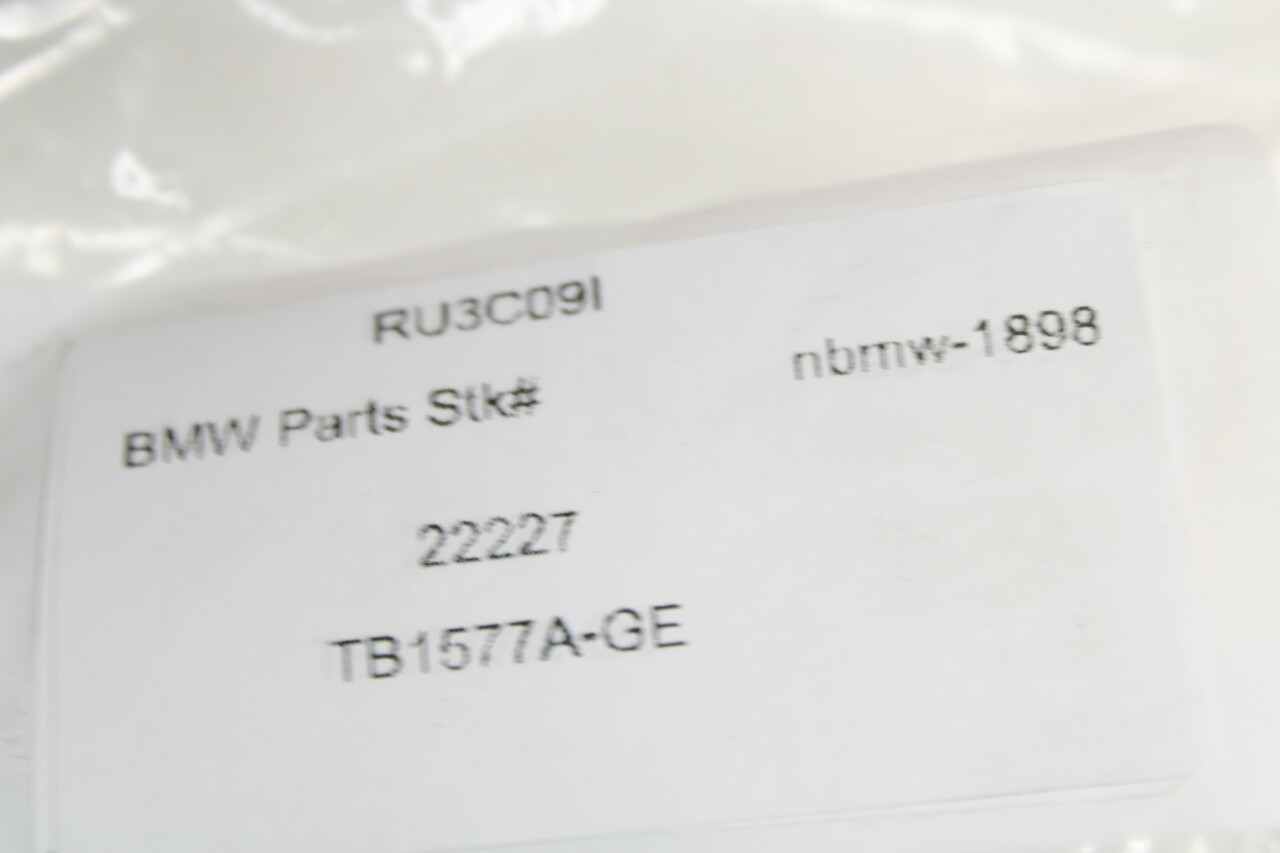 RU3C09I
BMW Parts Stk# nbmw-1898
22227
TB1577A-GE